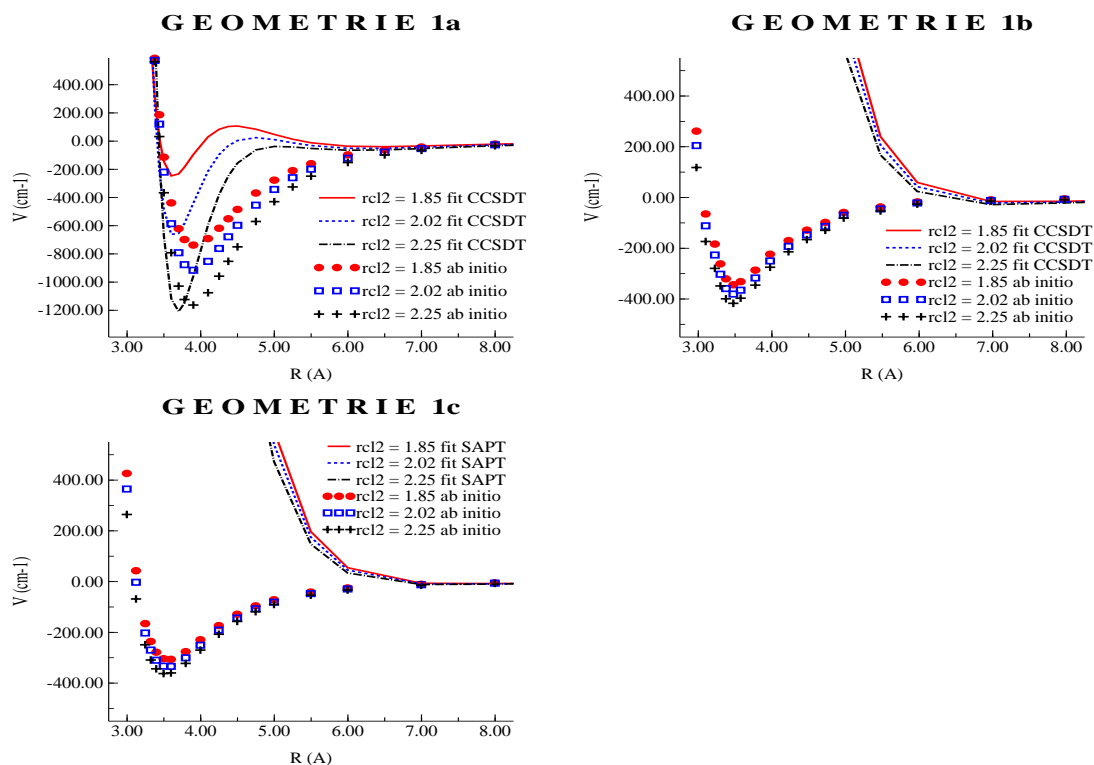 G E O M E T R I E 1a
400.00
200.00
0.00
-200.00
-400.00
-600.00
-800.00
-1000.00
-1200.00
V (cm-1)
3.00 4.00 5.00 6.00 7.00 8.00
R (A)
rcl2 = 1.85 fit CCSDT
rcl2 = 2.02 fit CCSDT
rcl2 = 2.25 fit CCSDT
rcl2 = 1.85 ab initio
rcl2 = 2.02 ab initio
rcl2 = 2.25 ab initio
G E O M E T R I E 1b
400.00
200.00
0.00
-200.00
-400.00
V (cm-1)
3.00 4.00 5.00 6.00 7.00 8.00
R (A)
rcl2 = 1.85 fit CCSDT
rcl2 = 2.02 fit CCSDT
rcl2 = 2.25 fit CCSDT
rcl2 = 1.85 ab initio
rcl2 = 2.02 ab initio
rcl2 = 2.25 ab initio
G E O M E T R I E 1c
400.00
200.00
0.00
-200.00
-400.00
V (cm-1)
3.00 4.00 5.00 6.00 7.00 8.00
R (A)
rcl2 = 1.85 fit SAPT
rcl2 = 2.02 fit SAPT
rcl2 = 2.25 fit SAPT
rcl2 = 1.85 ab initio
rcl2 = 2.02 ab initio
rcl2 = 2.25 ab initio